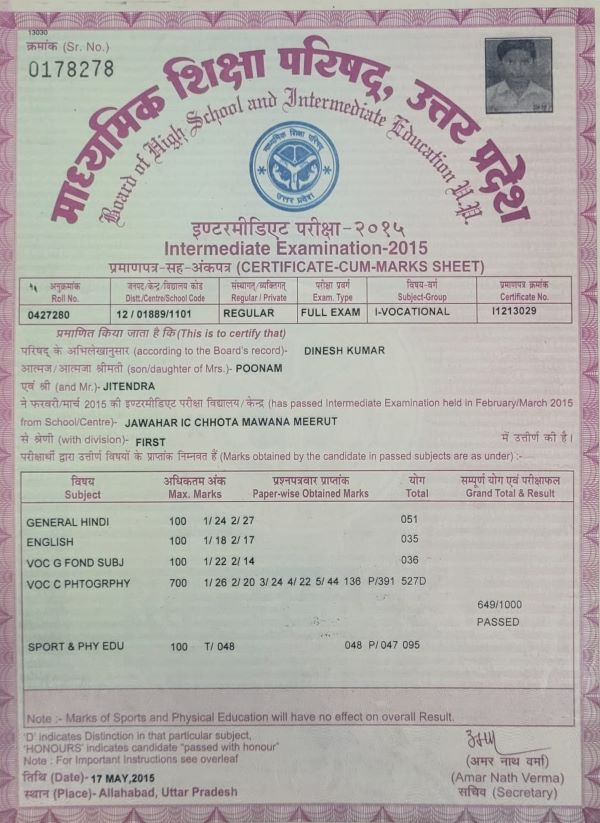 13030
क्रमांक (Sr. No.)
0178278
माध्यमिक शिक्षा परिषद्, उत्तर प्रदेश
Board of High School and Intermediate Education U.P.
माध्यमिक शिक्षा परिषद
उत्तर प्रदेश
इण्टरमीडिएट परीक्षा-२०१५
Intermediate Examination-2015
प्रमाणपत्र-सह-अंकपत्र (CERTIFICATE-CUM-MARKS SHEET)
अनुक्रमांक जनपद/केन्द्र/विद्यालय कोड संस्थागत/व्यक्तिगत परीक्षा प्रवर्ग विषय-वर्ग प्रमाणपत्र क्रमांक
Roll No. Distt./Centre/School Code Regular / Private Exam. Type Subject-Group Certificate No.
0427280 12 / 01889/1101 REGULAR FULL EXAM I-VOCATIONAL I1213029
प्रमाणित किया जाता है कि (This is to certify that)
परिषद् के अभिलेखानुसार (according to the Board's record)- DINESH KUMAR
आत्मज/आत्मजा श्रीमती (son/daughter of Mrs.)- POONAM
एवं श्री (and Mr.)- JITENDRA
ने फरवरी/मार्च 2015 की इण्टरमीडिएट परीक्षा विद्यालय/केन्द्र (has passed Intermediate Examination held in February/March 2015
from School/Centre)- JAWAHAR IC CHHOTA MAWANA MEERUT
से श्रेणी (with division)- FIRST में उत्तीर्ण की है।
परीक्षार्थी द्वारा उत्तीर्ण विषयों के प्राप्तांक निम्नवत हैं (Marks obtained by the candidate in passed subjects are as under) :-
विषय अधिकतम अंक प्रश्नपत्रवार प्राप्तांक योग सम्पूर्ण योग एवं परीक्षाफल
Subject Max. Marks Paper-wise Obtained Marks Total Grand Total & Result
GENERAL HINDI 100 1/ 24 2/ 27 051
ENGLISH 100 1/ 18 2/ 17 035
VOC G FOND SUBJ 100 1/ 22 2/ 14 036
VOC C PHTOGRPHY 700 1/ 26 2/ 20 3/ 24 4/ 22 5/ 44 136 P/391 527D
649/1000
PASSED
SPORT & PHY EDU 100 T/ 048 048 P/ 047 095
Note :- Marks of Sports and Physical Education will have no effect on overall Result.
'D' indicates Distinction in that particular subject,
'HONOURS' indicates candidate "passed with honour"
Note : For Important Instructions see overleaf
तिथि (Date)- 17 MAY,2015
स्थान (Place)- Allahabad, Uttar Pradesh
(अमर नाथ वर्मा)
(Amar Nath Verma)
सचिव (Secretary)